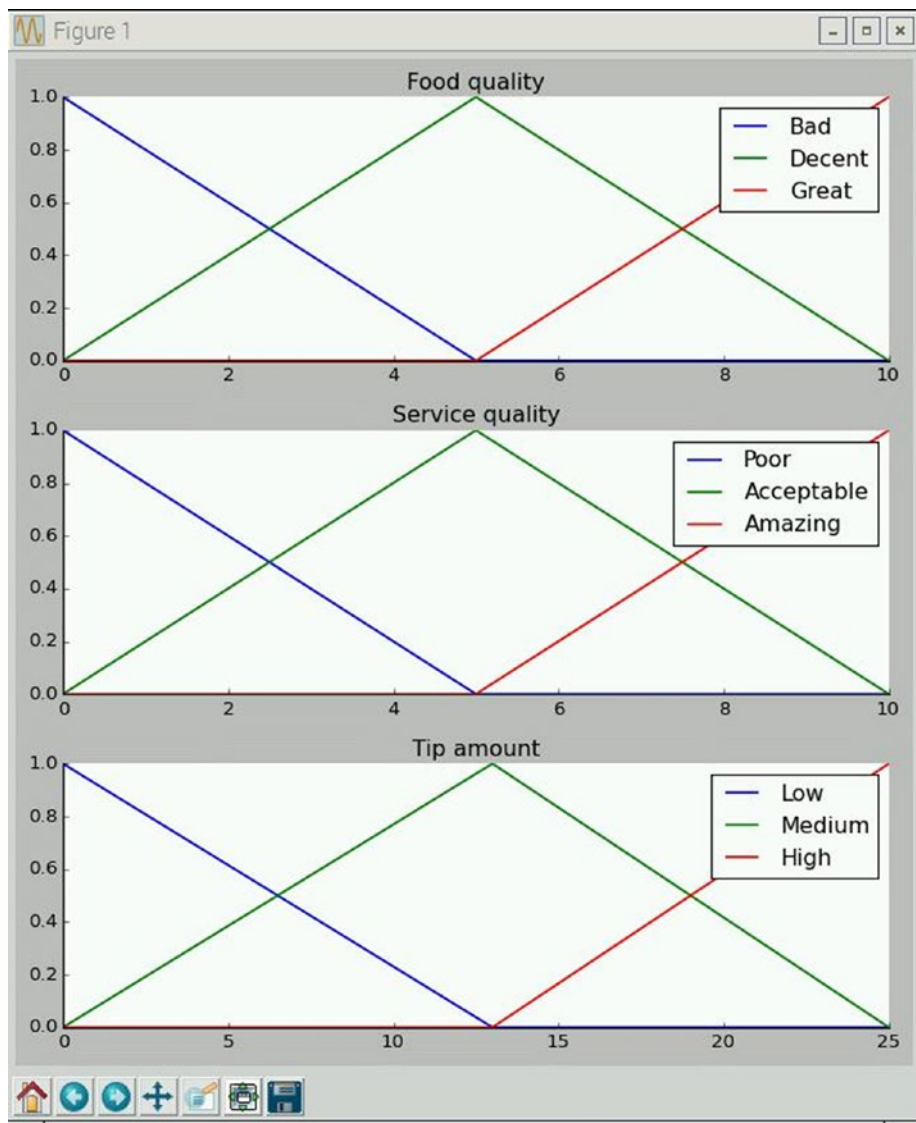 Figure 1
Food quality
1.0
0.8
0.6
0.4
0.2
0.0
0 2 4 6 8 10
Bad
Decent
Great
Service quality
1.0
0.8
0.6
0.4
0.2
0.0
0 2 4 6 8 10
Poor
Acceptable
Amazing
Tip amount
1.0
0.8
0.6
0.4
0.2
0.0
0 5 10 15 20 25
Low
Medium
High